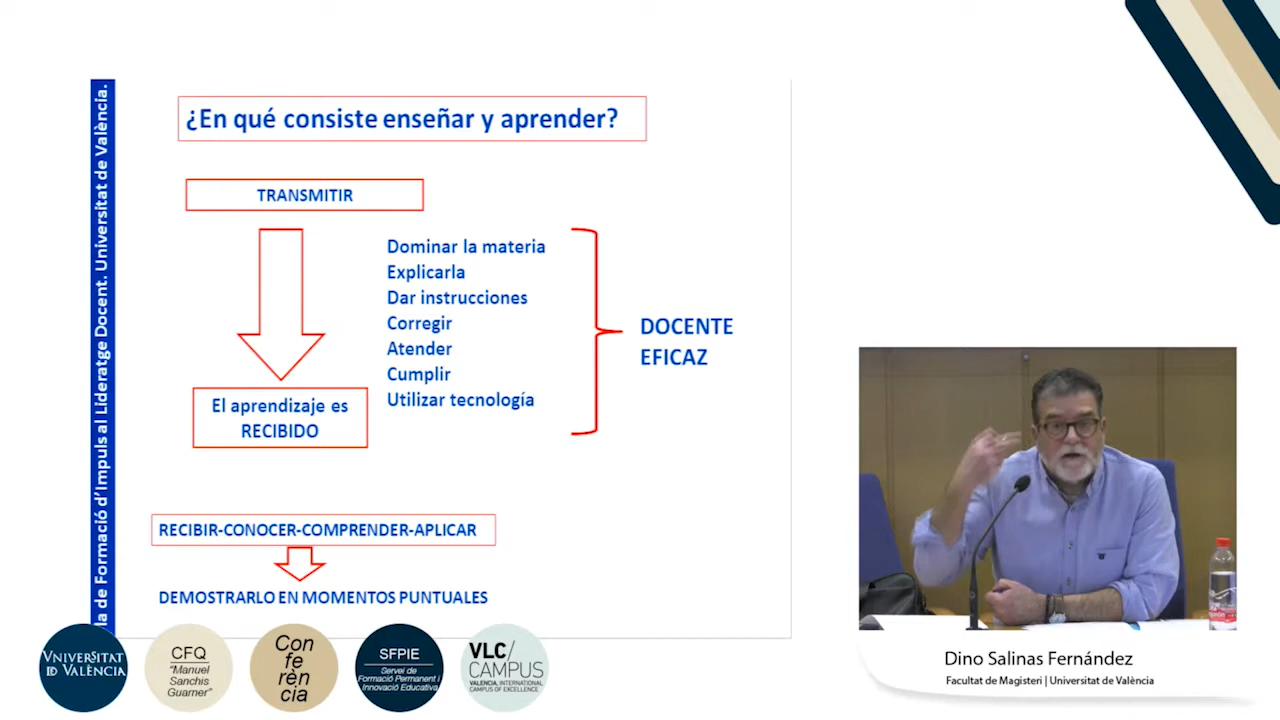 la de Formació d'Impuls al Lideratge Docent. Universitat de València.
¿En qué consiste enseñar y aprender?
TRANSMITIR
Dominar la materia
Explicarla
Dar instrucciones
Corregir
Atender
Cumplir
Utilizar tecnología
DOCENTE
EFICAZ
El aprendizaje es
RECIBIDO
RECIBIR-CONOCER-COMPRENDER-APLICAR
DEMOSTRARLO EN MOMENTOS PUNTUALES
VNIVERSITAT
DE VALÈNCIA
CFQ
"Manuel
Sanchis
Guarner"
Con
fe
rèn
cia
SFPIE
Servei de
Formació Permanent i
Innovació Educativa
VLC/
CAMPUS
VALENCIA, INTERNATIONAL
CAMPUS OF EXCELLENCE
Dino Salinas Fernández
Facultat de Magisteri | Universitat de València